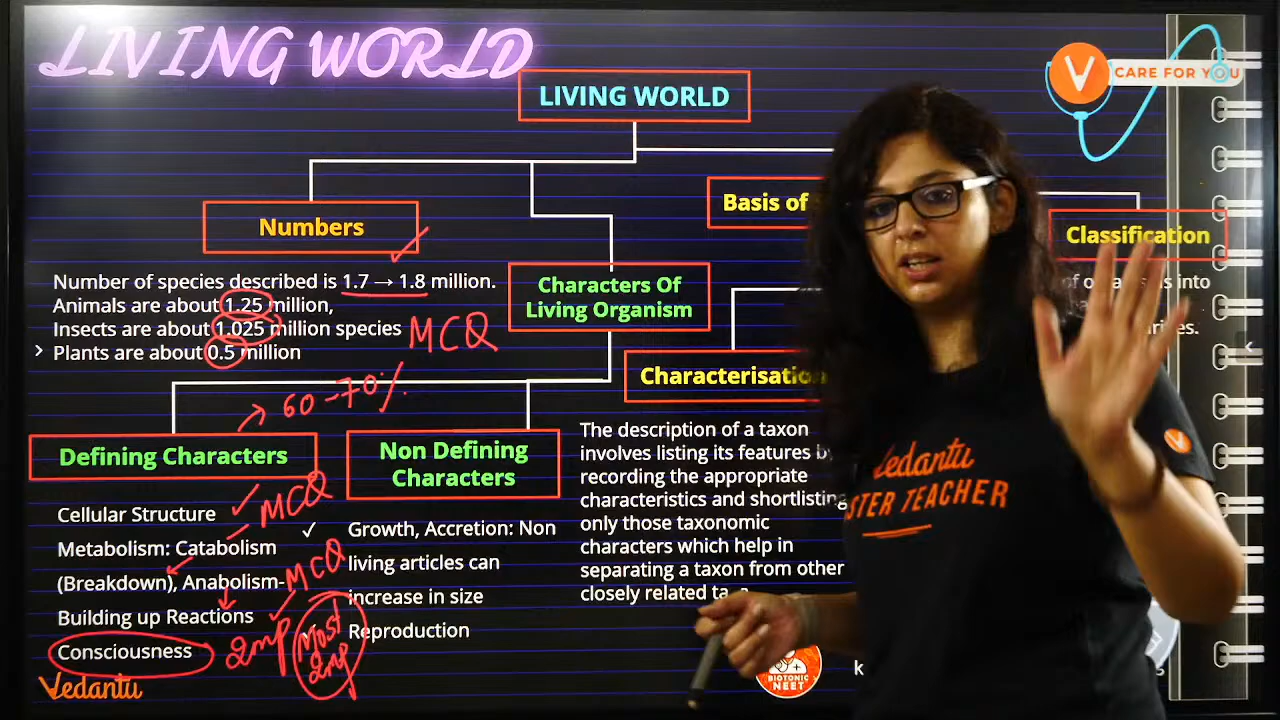 LIVING WORLD
LIVING WORLD
V CARE FOR YOU
Numbers
Basis of
Classification
Number of species described is 1.7 → 1.8 million.
Animals are about 1.25 million,
Insects are about 1.025 million species
Plants are about 0.5 million
MCQ
Characters Of
Living Organism
of organisms into
Characterisation
60-70%
Defining Characters
Non Defining
Characters
Cellular Structure
Metabolism: Catabolism
(Breakdown), Anabolism-
Building up Reactions
Consciousness
MCQ
MCQ
Imp
Most
Imp
✓ Growth, Accretion: Non
living articles can
increase in size
Reproduction
The description of a taxon
involves listing its features by
recording the appropriate
characteristics and shortlisting
only those taxonomic
characters which help in
separating a taxon from other
closely related
Vedantu
Vedantu
TEACHER
V
BIOTONIC
NEET